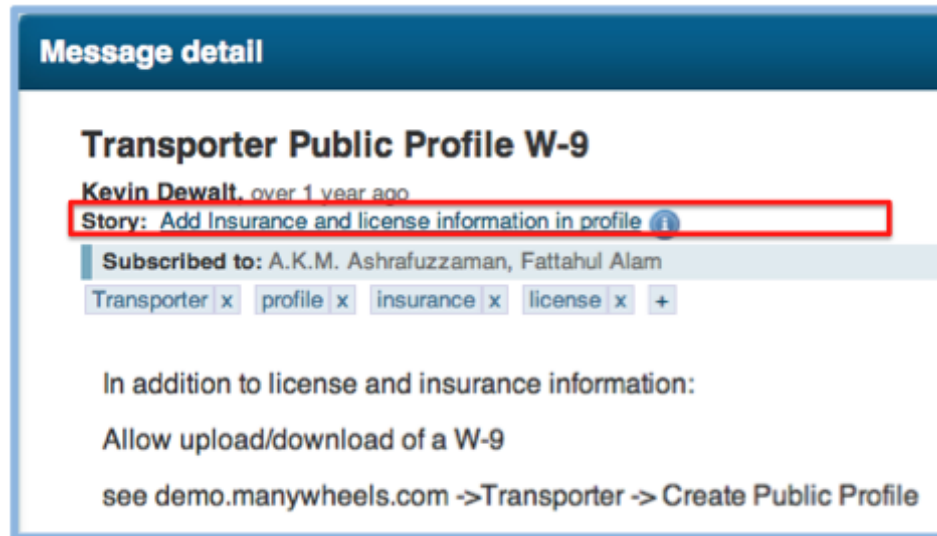 Message detail
Transporter Public Profile W-9
Kevin Dewalt, over 1 year ago
Story: Add Insurance and license information in profile i
Subscribed to: A.K.M. Ashrafuzzaman, Fattahul Alam
Transporter x profile x insurance x license x +
In addition to license and insurance information:
Allow upload/download of a W-9
see demo.manywheels.com ->Transporter -> Create Public Profile